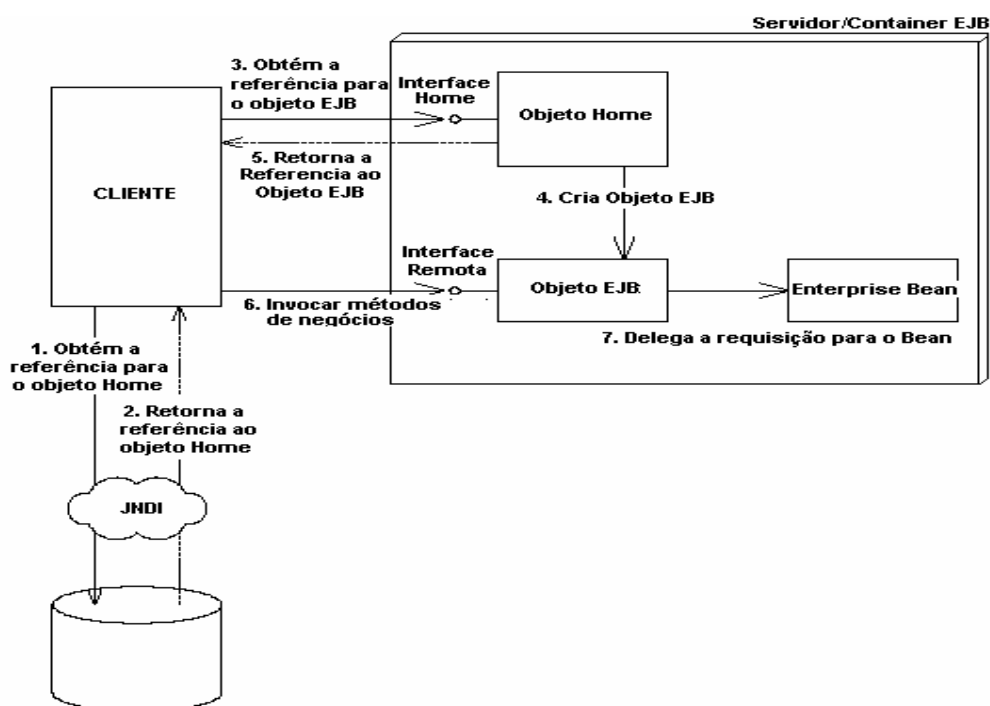 Servidor/Container EJB
3. Obtém a
referência para
o objeto EJB
Interface
Home
Objeto Home
5. Retorna a
Referencia ao
Objeto EJB
CLIENTE
4. Cria Objeto EJB
Interface
Remota
Objeto EJB
Enterprise Bean
6. Invocar métodos
de negócios
7. Delega a requisição para o Bean
1. Obtém a
referência para
o objeto Home
2. Retorna a
referência ao
objeto Home
JNDI